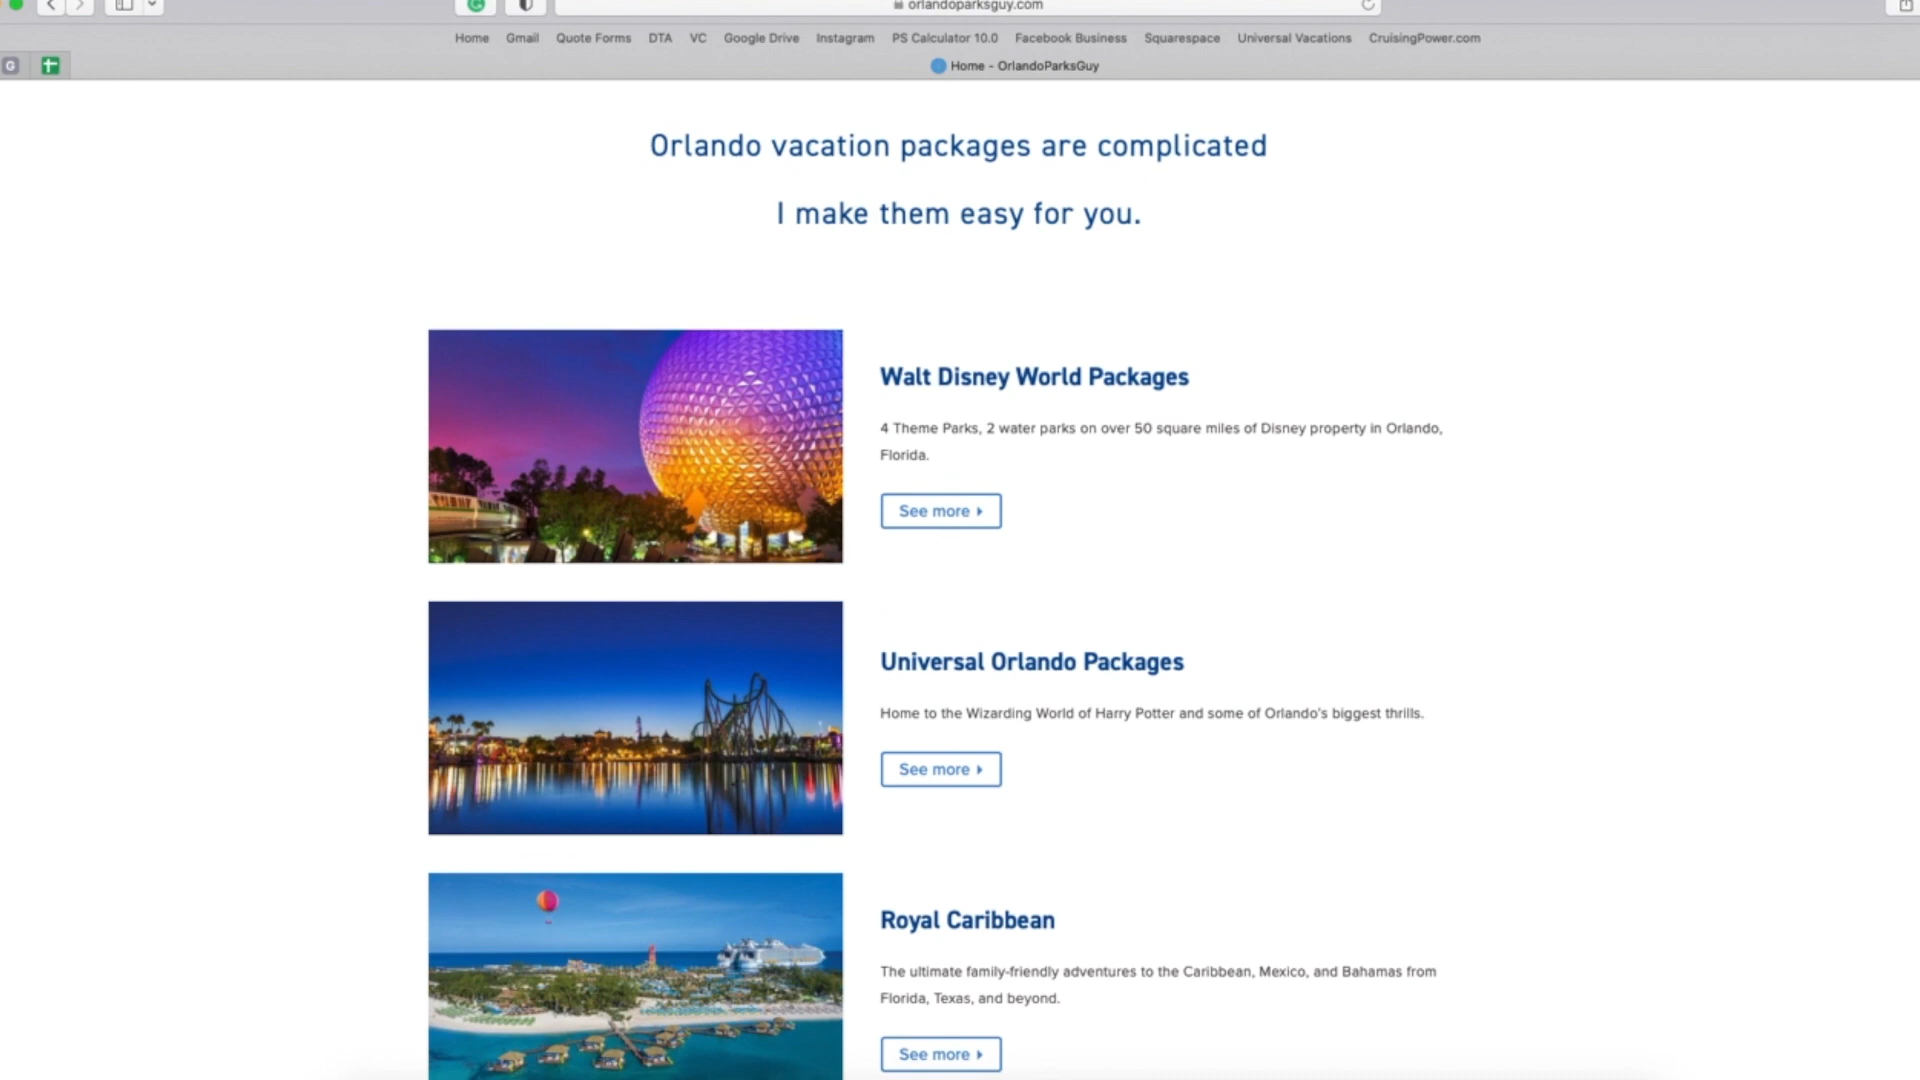 orlandoparksguy.com
Home Gmail Quote Forms DTA VC Google Drive Instagram PS Calculator 10.0 Facebook Business Squarespace Universal Vacations CruisingPower.com
G
Home - OrlandoParksGuy
Orlando vacation packages are complicated
I make them easy for you.
Walt Disney World Packages
4 Theme Parks, 2 water parks on over 50 square miles of Disney property in Orlando,
Florida.
See more
Universal Orlando Packages
Home to the Wizarding World of Harry Potter and some of Orlando's biggest thrills.
See more
Royal Caribbean
The ultimate family-friendly adventures to the Caribbean, Mexico, and Bahamas from
Florida, Texas, and beyond.
See more